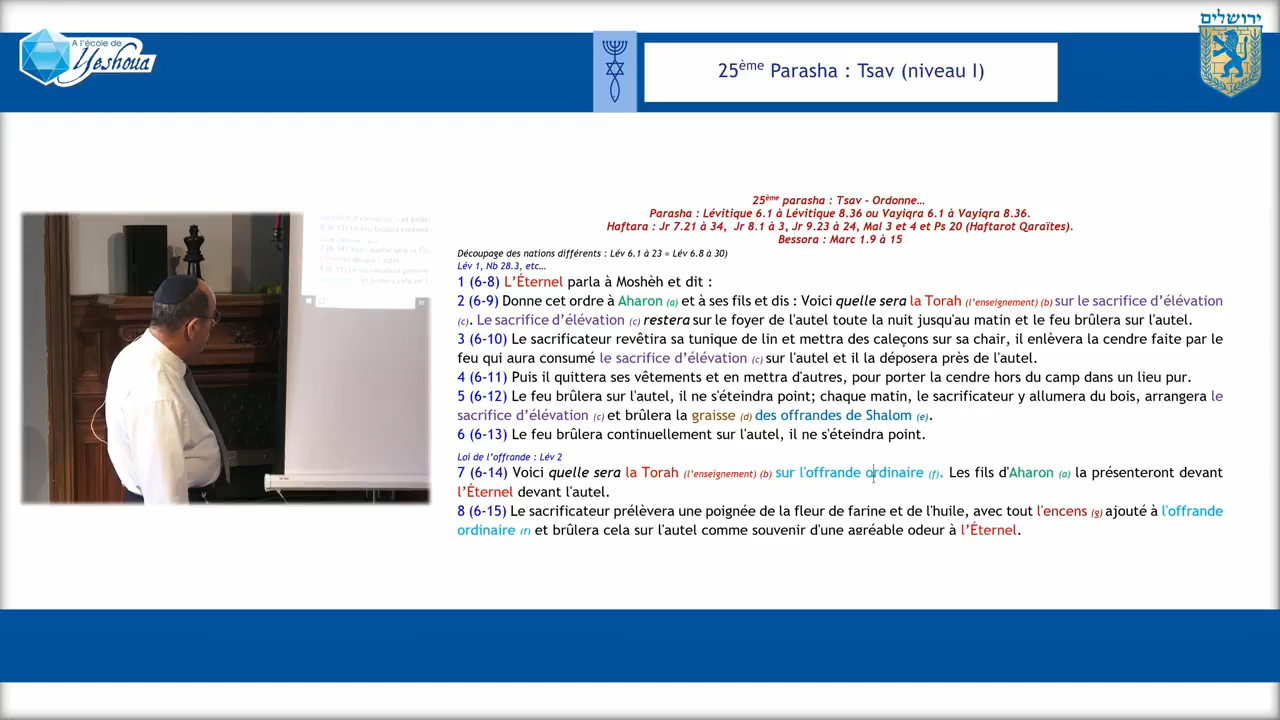 A l'école de
Yeshoua
25ème Parasha : Tsav (niveau I)
ירושלים
25ème parasha : Tsav - Ordonne…
Parasha : Lévitique 6.1 à Lévitique 8.36 ou Vayiqra 6.1 à Vayiqra 8.36.
Haftara : Jr 7.21 à 34, Jr 8.1 à 3, Jr 9.23 à 24, Mal 3 et 4 et Ps 20 (Haftarot Qaraïtes).
Bessora : Marc 1.9 à 15
Découpage des nations différents : Lév 6.1 à 23 = Lév 6.8 à 30)
Lév 1, Nb 28.3, etc…
1 (6-8) L’Éternel parla à Moshèh et dit :
2 (6-9) Donne cet ordre à Aharon (a) et à ses fils et dis : Voici quelle sera la Torah (l’enseignement) (b) sur le sacrifice d’élévation
(c). Le sacrifice d’élévation (c) restera sur le foyer de l'autel toute la nuit jusqu'au matin et le feu brûlera sur l'autel.
3 (6-10) Le sacrificateur revêtira sa tunique de lin et mettra des caleçons sur sa chair, il enlèvera la cendre faite par le
feu qui aura consumé le sacrifice d’élévation (c) sur l'autel et il la déposera près de l'autel.
4 (6-11) Puis il quittera ses vêtements et en mettra d'autres, pour porter la cendre hors du camp dans un lieu pur.
5 (6-12) Le feu brûlera sur l'autel, il ne s'éteindra point; chaque matin, le sacrificateur y allumera du bois, arrangera le
sacrifice d’élévation (c) et brûlera la graisse (d) des offrandes de Shalom (e).
6 (6-13) Le feu brûlera continuellement sur l'autel, il ne s'éteindra point.
Loi de l’offrande : Lév 2
7 (6-14) Voici quelle sera la Torah (l’enseignement) (b) sur l'offrande ordinaire (f). Les fils d'Aharon (a) la présenteront devant
l’Éternel devant l'autel.
8 (6-15) Le sacrificateur prélèvera une poignée de la fleur de farine et de l'huile, avec tout l'encens (g) ajouté à l'offrande
ordinaire (f) et brûlera cela sur l'autel comme souvenir d'une agréable odeur à l’Éternel.